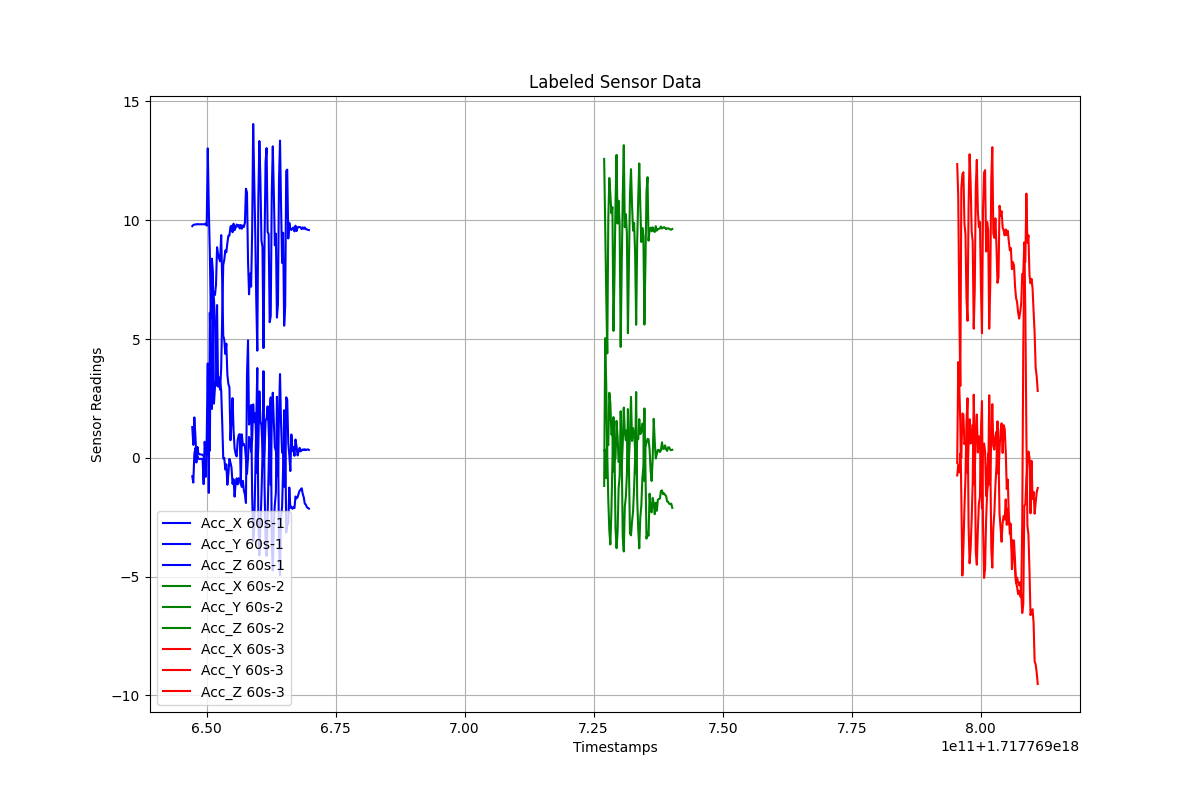 Labeled Sensor Data
Sensor Readings
15
10
5
0
−5
−10
Acc_X 60s-1
Acc_Y 60s-1
Acc_Z 60s-1
Acc_X 60s-2
Acc_Y 60s-2
Acc_Z 60s-2
Acc_X 60s-3
Acc_Y 60s-3
Acc_Z 60s-3
6.50 6.75 7.00 7.25 7.50 7.75 8.00
Timestamps
1e11+1.717769e18